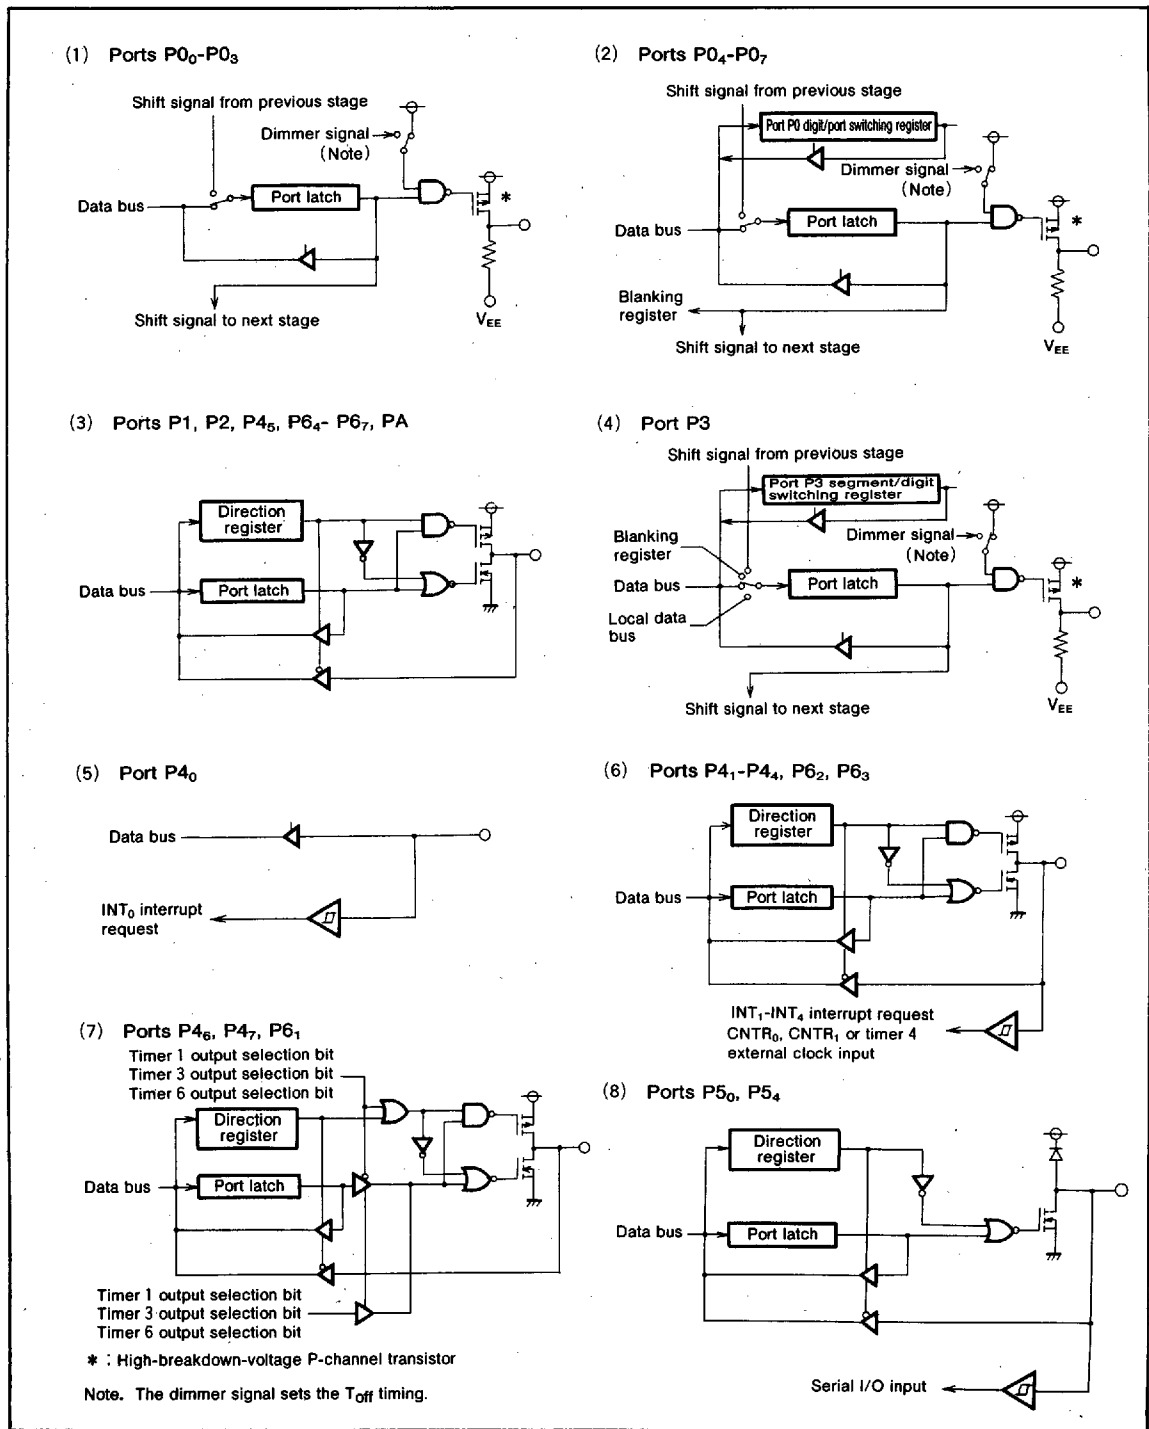 (1) Ports P0₀-P0₃
Shift signal from previous stage
Dimmer signal
(Note)
Data bus
Port latch
*
Shift signal to next stage
VEE
(2) Ports P0₄-P0₇
Shift signal from previous stage
Port P0 digit/port switching register
Dimmer signal
(Note)
Data bus
Port latch
*
Blanking
register
Shift signal to next stage
VEE
(3) Ports P1, P2, P4₅, P6₄- P6₇, PA
Direction
register
Data bus
Port latch
(4) Port P3
Shift signal from previous stage
Port P3 segment/digit
switching register
Blanking
register
Dimmer signal
(Note)
Data bus
Port latch
*
Local data
bus
Shift signal to next stage
VEE
(5) Port P4₀
Data bus
INT₀ interrupt
request
(6) Ports P4₁-P4₄, P6₂, P6₃
Direction
register
Data bus
Port latch
INT₁-INT₄ interrupt request
CNTR₀, CNTR₁ or timer 4
external clock input
(7) Ports P4₆, P4₇, P6₁
Timer 1 output selection bit
Timer 3 output selection bit
Timer 6 output selection bit
Direction
register
Data bus
Port latch
Timer 1 output selection bit
Timer 3 output selection bit
Timer 6 output selection bit
(8) Ports P5₀, P5₄
Direction
register
Data bus
Port latch
Serial I/O input
* : High-breakdown-voltage P-channel transistor
Note. The dimmer signal sets the Toff timing.